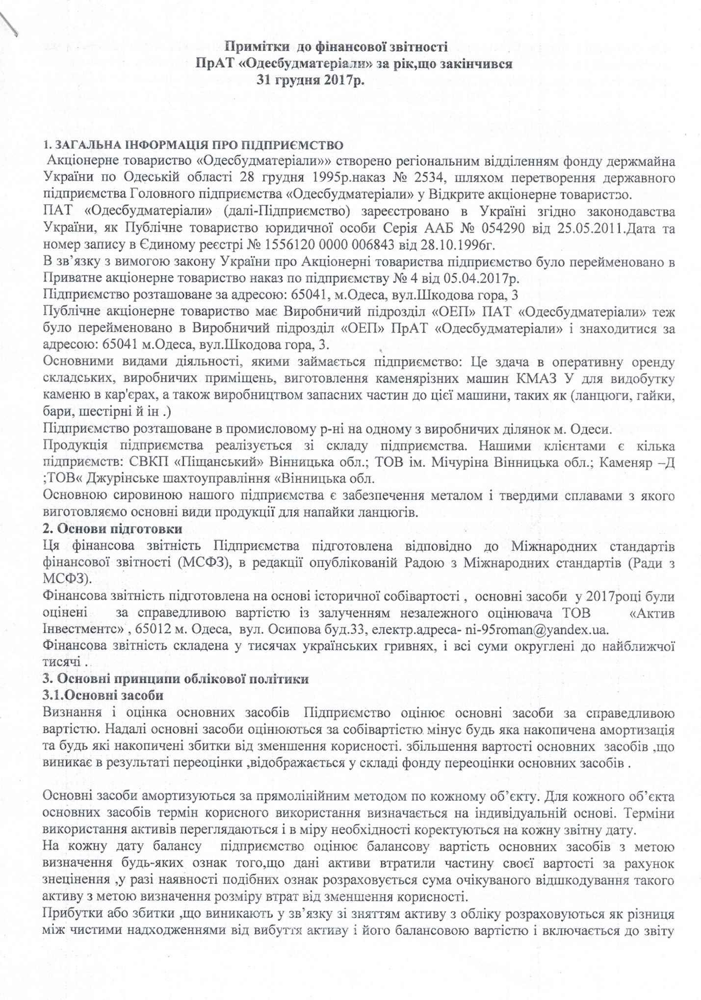 Примітки до фінансової звітності
ПрАТ «Одесбудматеріали» за рік,що закінчився
31 грудня 2017р.
1. ЗАГАЛЬНА ІНФОРМАЦІЯ ПРО ПІДПРИЄМСТВО
Акціонерне товариство «Одесбудматеріали»» створено регіональним відділенням фонду держмайна
України по Одеській області 28 грудня 1995р.наказ № 2534, шляхом перетворення державного
підприємства Головного підприємства «Одесбудматеріали» у Відкрите акціонерне товариство.
ПАТ «Одесбудматеріали» (далі-Підприємство) зареєстровано в Україні згідно законодавства
України, як Публічне товариство юридичної особи Серія ААБ № 054290 від 25.05.2011.Дата та
номер запису в Єдиному реєстрі № 1556120 0000 006843 від 28.10.1996г.
В зв’язку з вимогою закону України про Акціонерні товариства підприємство було перейменовано в
Приватне акціонерне товариство наказ по підприємству № 4 від 05.04.2017р.
Підприємство розташоване за адресою: 65041, м.Одеса, вул.Шкодова гора, 3
Публічне акціонерне товариство має Виробничий підрозділ «ОЕП» ПАТ «Одесбудматеріали» теж
було перейменовано в Виробничий підрозділ «ОЕП» ПрАТ «Одесбудматеріали» і знаходитися за
адресою: 65041 м.Одеса, вул.Шкодова гора, 3.
Основними видами діяльності, якими займається підприємство: Це здача в оперативну оренду
складських, виробничих приміщень, виготовлення каменярізних машин КМАЗ У для видобутку
каменю в кар'єрах, а також виробництвом запасних частин до цієї машини, таких як (ланцюги, гайки,
бари, шестірні й ін .)
Підприємство розташоване в промисловому р-ні на одному з виробничих ділянок м. Одеси.
Продукція підприємства реалізується зі складу підприємства. Нашими клієнтами є кілька
підприємств: СВКП «Піщанський» Вінницька обл.; ТОВ ім. Мічуріна Вінницька обл.; Каменяр –Д
;ТОВ« Джурінське шахтоуправління «Вінницька обл.
Основною сировиною нашого підприємства є забезпечення металом і твердими сплавами з якого
виготовляємо основні види продукції для напайки ланцюгів.
2. Основи підготовки
Ця фінансова звітність Підприємства підготовлена відповідно до Міжнародних стандартів
фінансової звітності (МСФЗ), в редакції опублікованій Радою з Міжнародних стандартів (Ради з
МСФЗ).
Фінансова звітність підготовлена на основі історичної собівартості , основні засоби у 2017році були
оцінені за справедливою вартістю із залученням незалежного оцінювача ТОВ «Актив
Інвестментс» , 65012 м. Одеса, вул. Осипова буд.33, електр.адреса- ni-95roman@yandex.ua.
Фінансова звітність складена у тисячах українських гривнях, і всі суми округлені до найближчої
тисячі .
3. Основні принципи облікової політики
3.1.Основні засоби
Визнання і оцінка основних засобів Підприємство оцінює основні засоби за справедливою
вартістю. Надалі основні засоби оцінюються за собівартістю мінус будь яка накопичена амортизація
та будь які накопичені збитки від зменшення корисності. збільшення вартості основних засобів ,що
виникає в результаті переоцінки ,відображається у складі фонду переоцінки основних засобів .
Основні засоби амортизуються за прямолінійним методом по кожному об’єкту. Для кожного об’єкта
основних засобів термін корисного використання визначається на індивідуальній основі. Терміни
використання активів переглядаються і в міру необхідності коректуються на кожну звітну дату.
На кожну дату балансу підприємство оцінює балансову вартість основних засобів з метою
визначення будь-яких ознак того,що дані активи втратили частину своєї вартості за рахунок
знецінення ,у разі наявності подібних ознак розраховується сума очікуваного відшкодування такого
активу з метою визначення розміру втрат від зменшення корисності.
Прибутки або збитки ,що виникають у зв’язку зі зняттям активу з обліку розраховуються як різниця
між чистими надходженнями від вибуття активу і його балансовою вартістю і включається до звіту